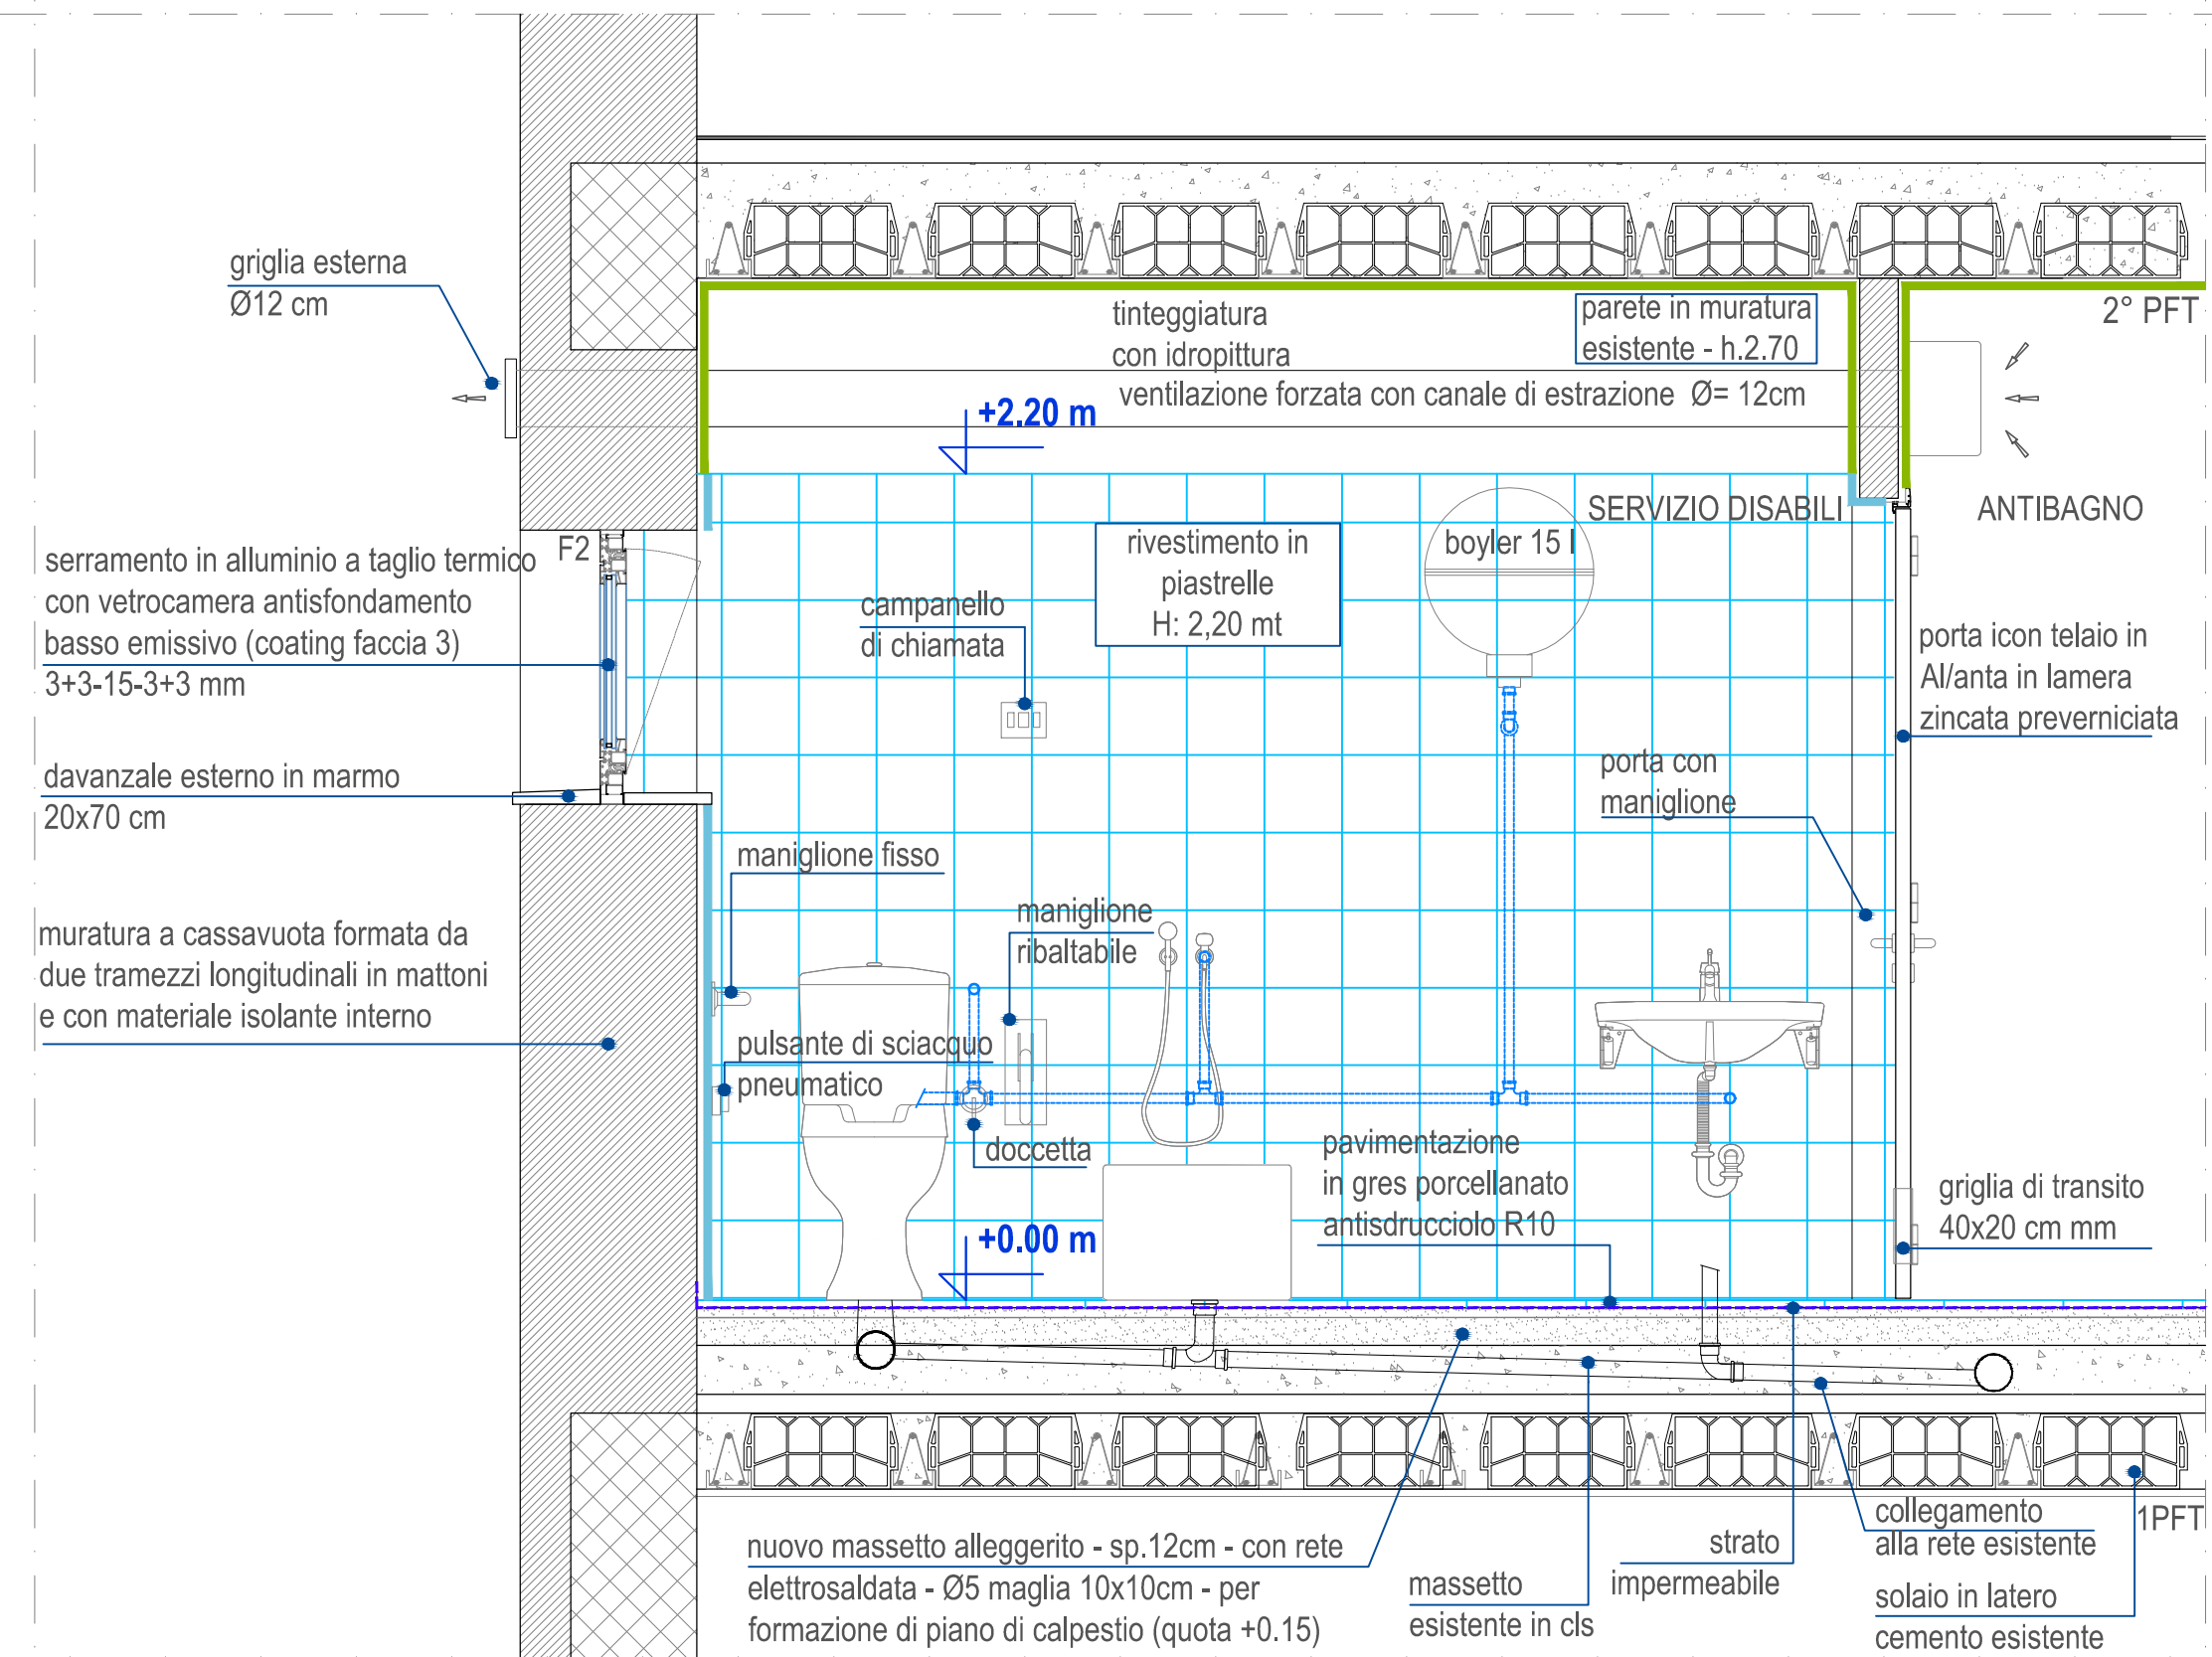 griglia esterna
Ø12 cm
tinteggiatura
con idropittura
parete in muratura
esistente - h.2.70
2° PFT
ventilazione forzata con canale di estrazione Ø= 12cm
+2.20 m
SERVIZIO DISABILI
ANTIBAGNO
F2
serramento in alluminio a taglio termico
con vetrocamera antisfondamento
basso emissivo (coating faccia 3)
3+3-15-3+3 mm
rivestimento in
piastrelle
H: 2,20 mt
boyler 15 l
campanello
di chiamata
porta icon telaio in
Al/anta in lamera
zincata preverniciata
davanzale esterno in marmo
20x70 cm
porta con
maniglione
maniglione fisso
maniglione
ribaltabile
muratura a cassavuota formata da
due tramezzi longitudinali in mattoni
e con materiale isolante interno
pulsante di sciacquo
pneumatico
doccetta
pavimentazione
in gres porcellanato
antisdrucciolo R10
griglia di transito
40x20 cm mm
+0.00 m
nuovo massetto alleggerito - sp.12cm - con rete
elettrosaldata - Ø5 maglia 10x10cm - per
formazione di piano di calpestio (quota +0.15)
massetto
esistente in cls
strato
impermeabile
collegamento
alla rete esistente
1PFT
solaio in latero
cemento esistente